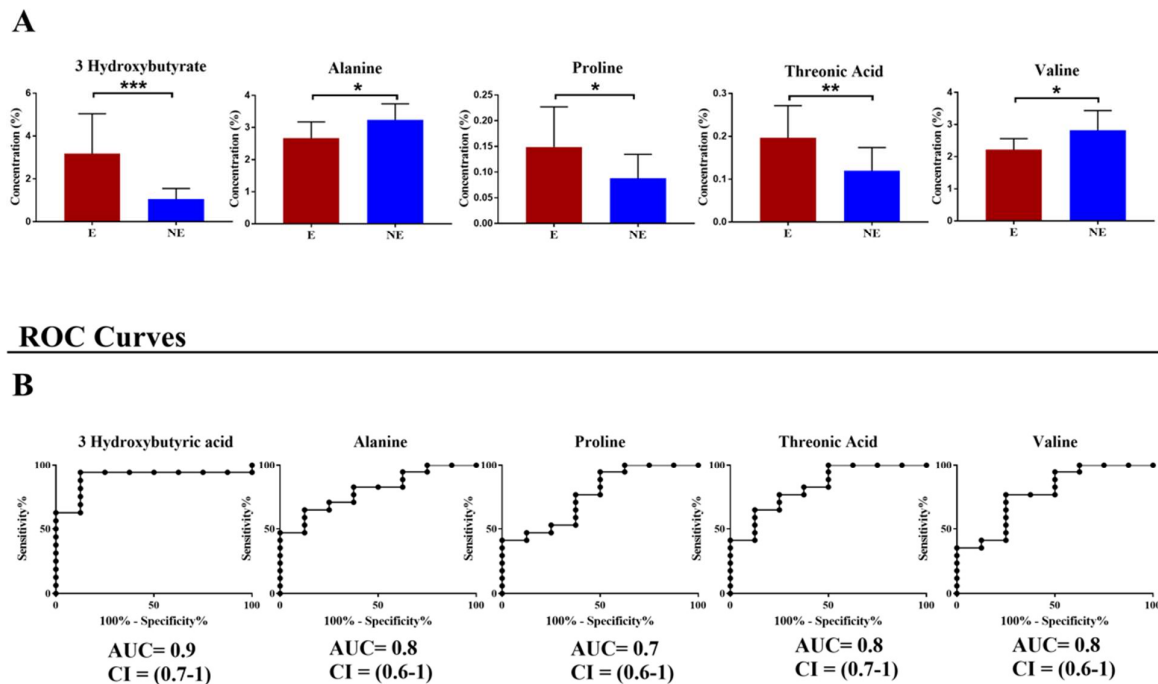 A
3 Hydroxybutyrate
***
Concentration (%)
6
4
2
0
E
NE
Alanine
*
Concentration (%)
4
3
2
1
0
E
NE
Proline
*
Concentration (%)
0.25
0.20
0.15
0.10
0.05
0.00
E
NE
Threonic Acid
**
Concentration (%)
0.3
0.2
0.1
0.0
E
NE
Valine
*
Concentration (%)
4
3
2
1
0
E
NE
ROC Curves
B
3 Hydroxybutyric acid
Sensitivity%
100
50
0
0
50
100
100% - Specificity%
AUC= 0.9
CI = (0.7-1)
Alanine
Sensitivity%
100
50
0
0
50
100
100% - Specificity%
AUC= 0.8
CI = (0.6-1)
Proline
Sensitivity%
100
50
0
0
50
100
100% - Specificity%
AUC= 0.7
CI = (0.6-1)
Threonic Acid
Sensitivity%
100
50
0
0
50
100
100% - Specificity%
AUC= 0.8
CI = (0.7-1)
Valine
Sensitivity%
100
50
0
0
50
100
100% - Specificity%
AUC= 0.8
CI = (0.6-1)